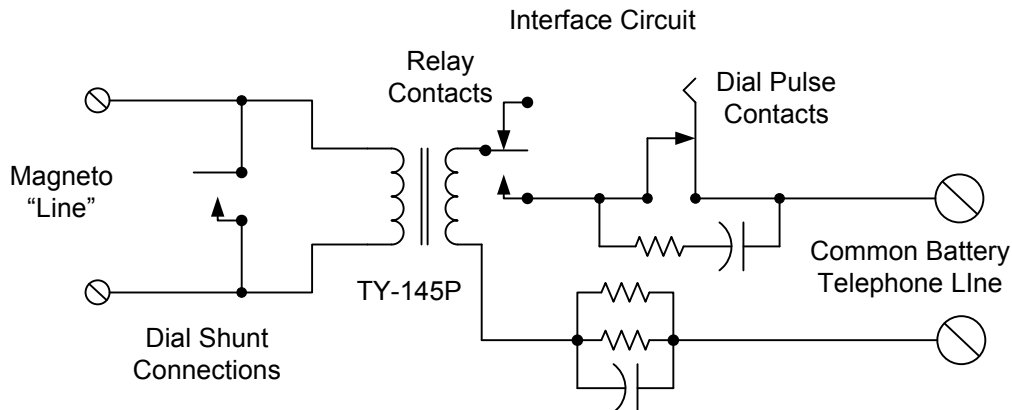 Interface Circuit
Relay
Contacts
Dial Pulse
Contacts
Magneto
“Line”
TY-145P
Common Battery
Telephone LIne
Dial Shunt
Connections